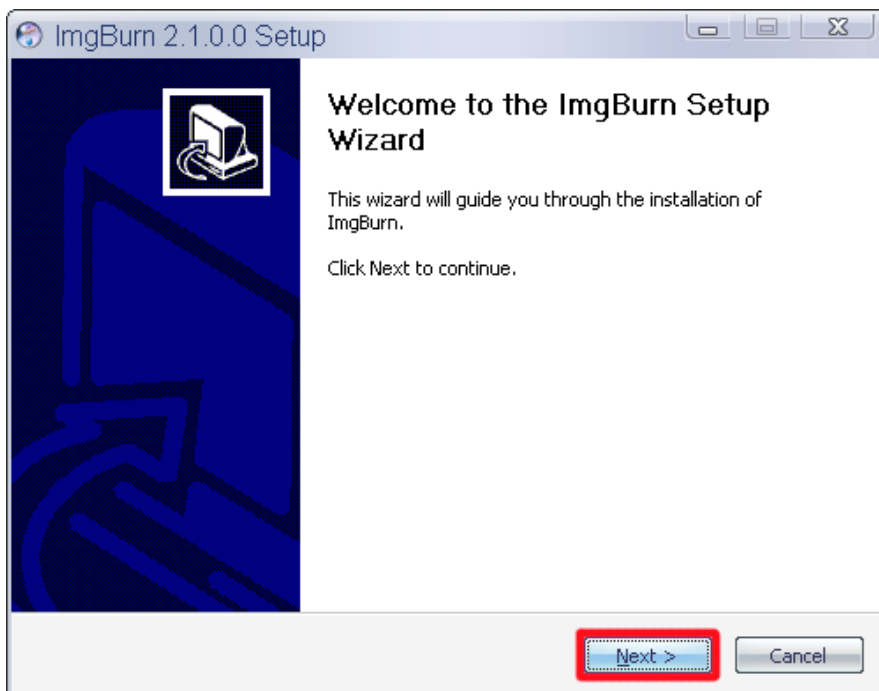 ImgBurn 2.1.0.0 Setup
Welcome to the ImgBurn Setup
Wizard
This wizard will guide you through the installation of
ImgBurn.
Click Next to continue.
Next >
Cancel